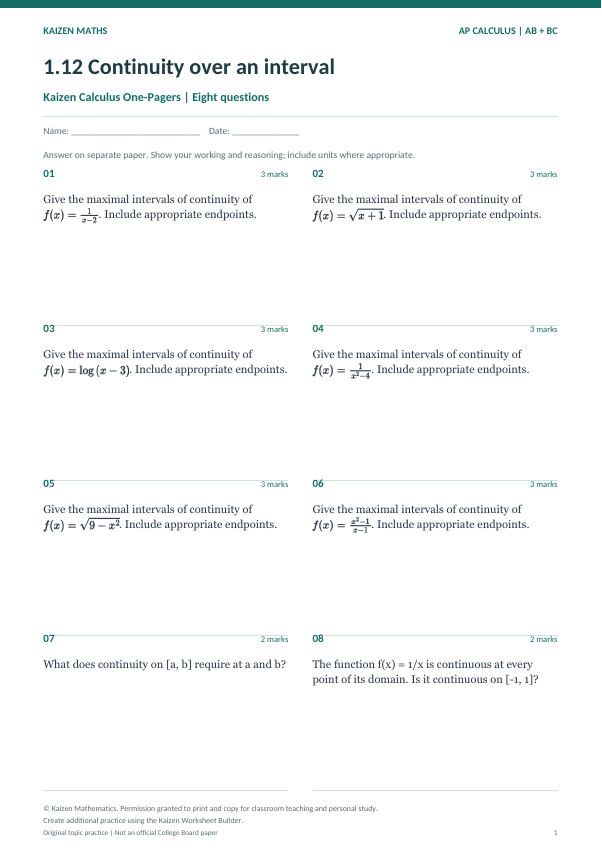 KAIZEN MATHS
AP CALCULUS | AB + BC
1.12 Continuity over an interval
Kaizen Calculus One-Pagers | Eight questions
Name: ____________________________ Date: ______________
Answer on separate paper. Show your working and reasoning; include units where appropriate.
01 3 marks
Give the maximal intervals of continuity of
f(x) = 1/(x−2). Include appropriate endpoints.
02 3 marks
Give the maximal intervals of continuity of
f(x) = √(x + 1). Include appropriate endpoints.
03 3 marks
Give the maximal intervals of continuity of
f(x) = log (x − 3). Include appropriate endpoints.
04 3 marks
Give the maximal intervals of continuity of
f(x) = 1/(x²−4). Include appropriate endpoints.
05 3 marks
Give the maximal intervals of continuity of
f(x) = √(9 − x²). Include appropriate endpoints.
06 3 marks
Give the maximal intervals of continuity of
f(x) = (x²−1)/(x−1). Include appropriate endpoints.
07 2 marks
What does continuity on [a, b] require at a and b?
08 2 marks
The function f(x) = 1/x is continuous at every
point of its domain. Is it continuous on [-1, 1]?
© Kaizen Mathematics. Permission granted to print and copy for classroom teaching and personal study.
Create additional practice using the Kaizen Worksheet Builder.
Original topic practice | Not an official College Board paper
1